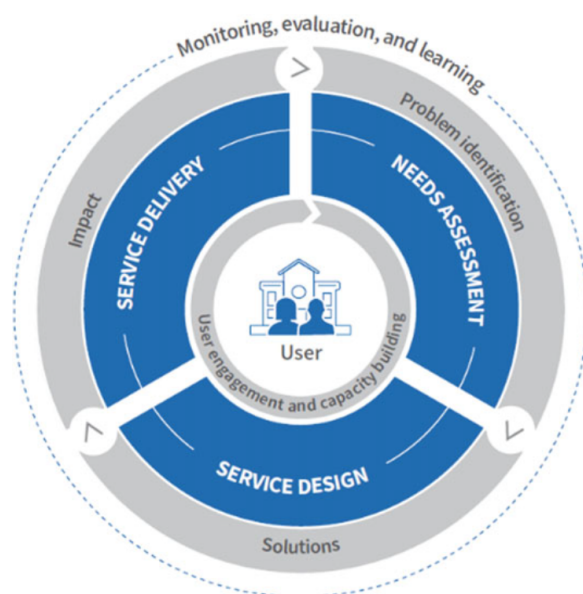 Monitoring, evaluation, and learning
Problem identification
Impact
SERVICE DELIVERY
NEEDS ASSESSMENT
User
User engagement and capacity building
SERVICE DESIGN
Solutions